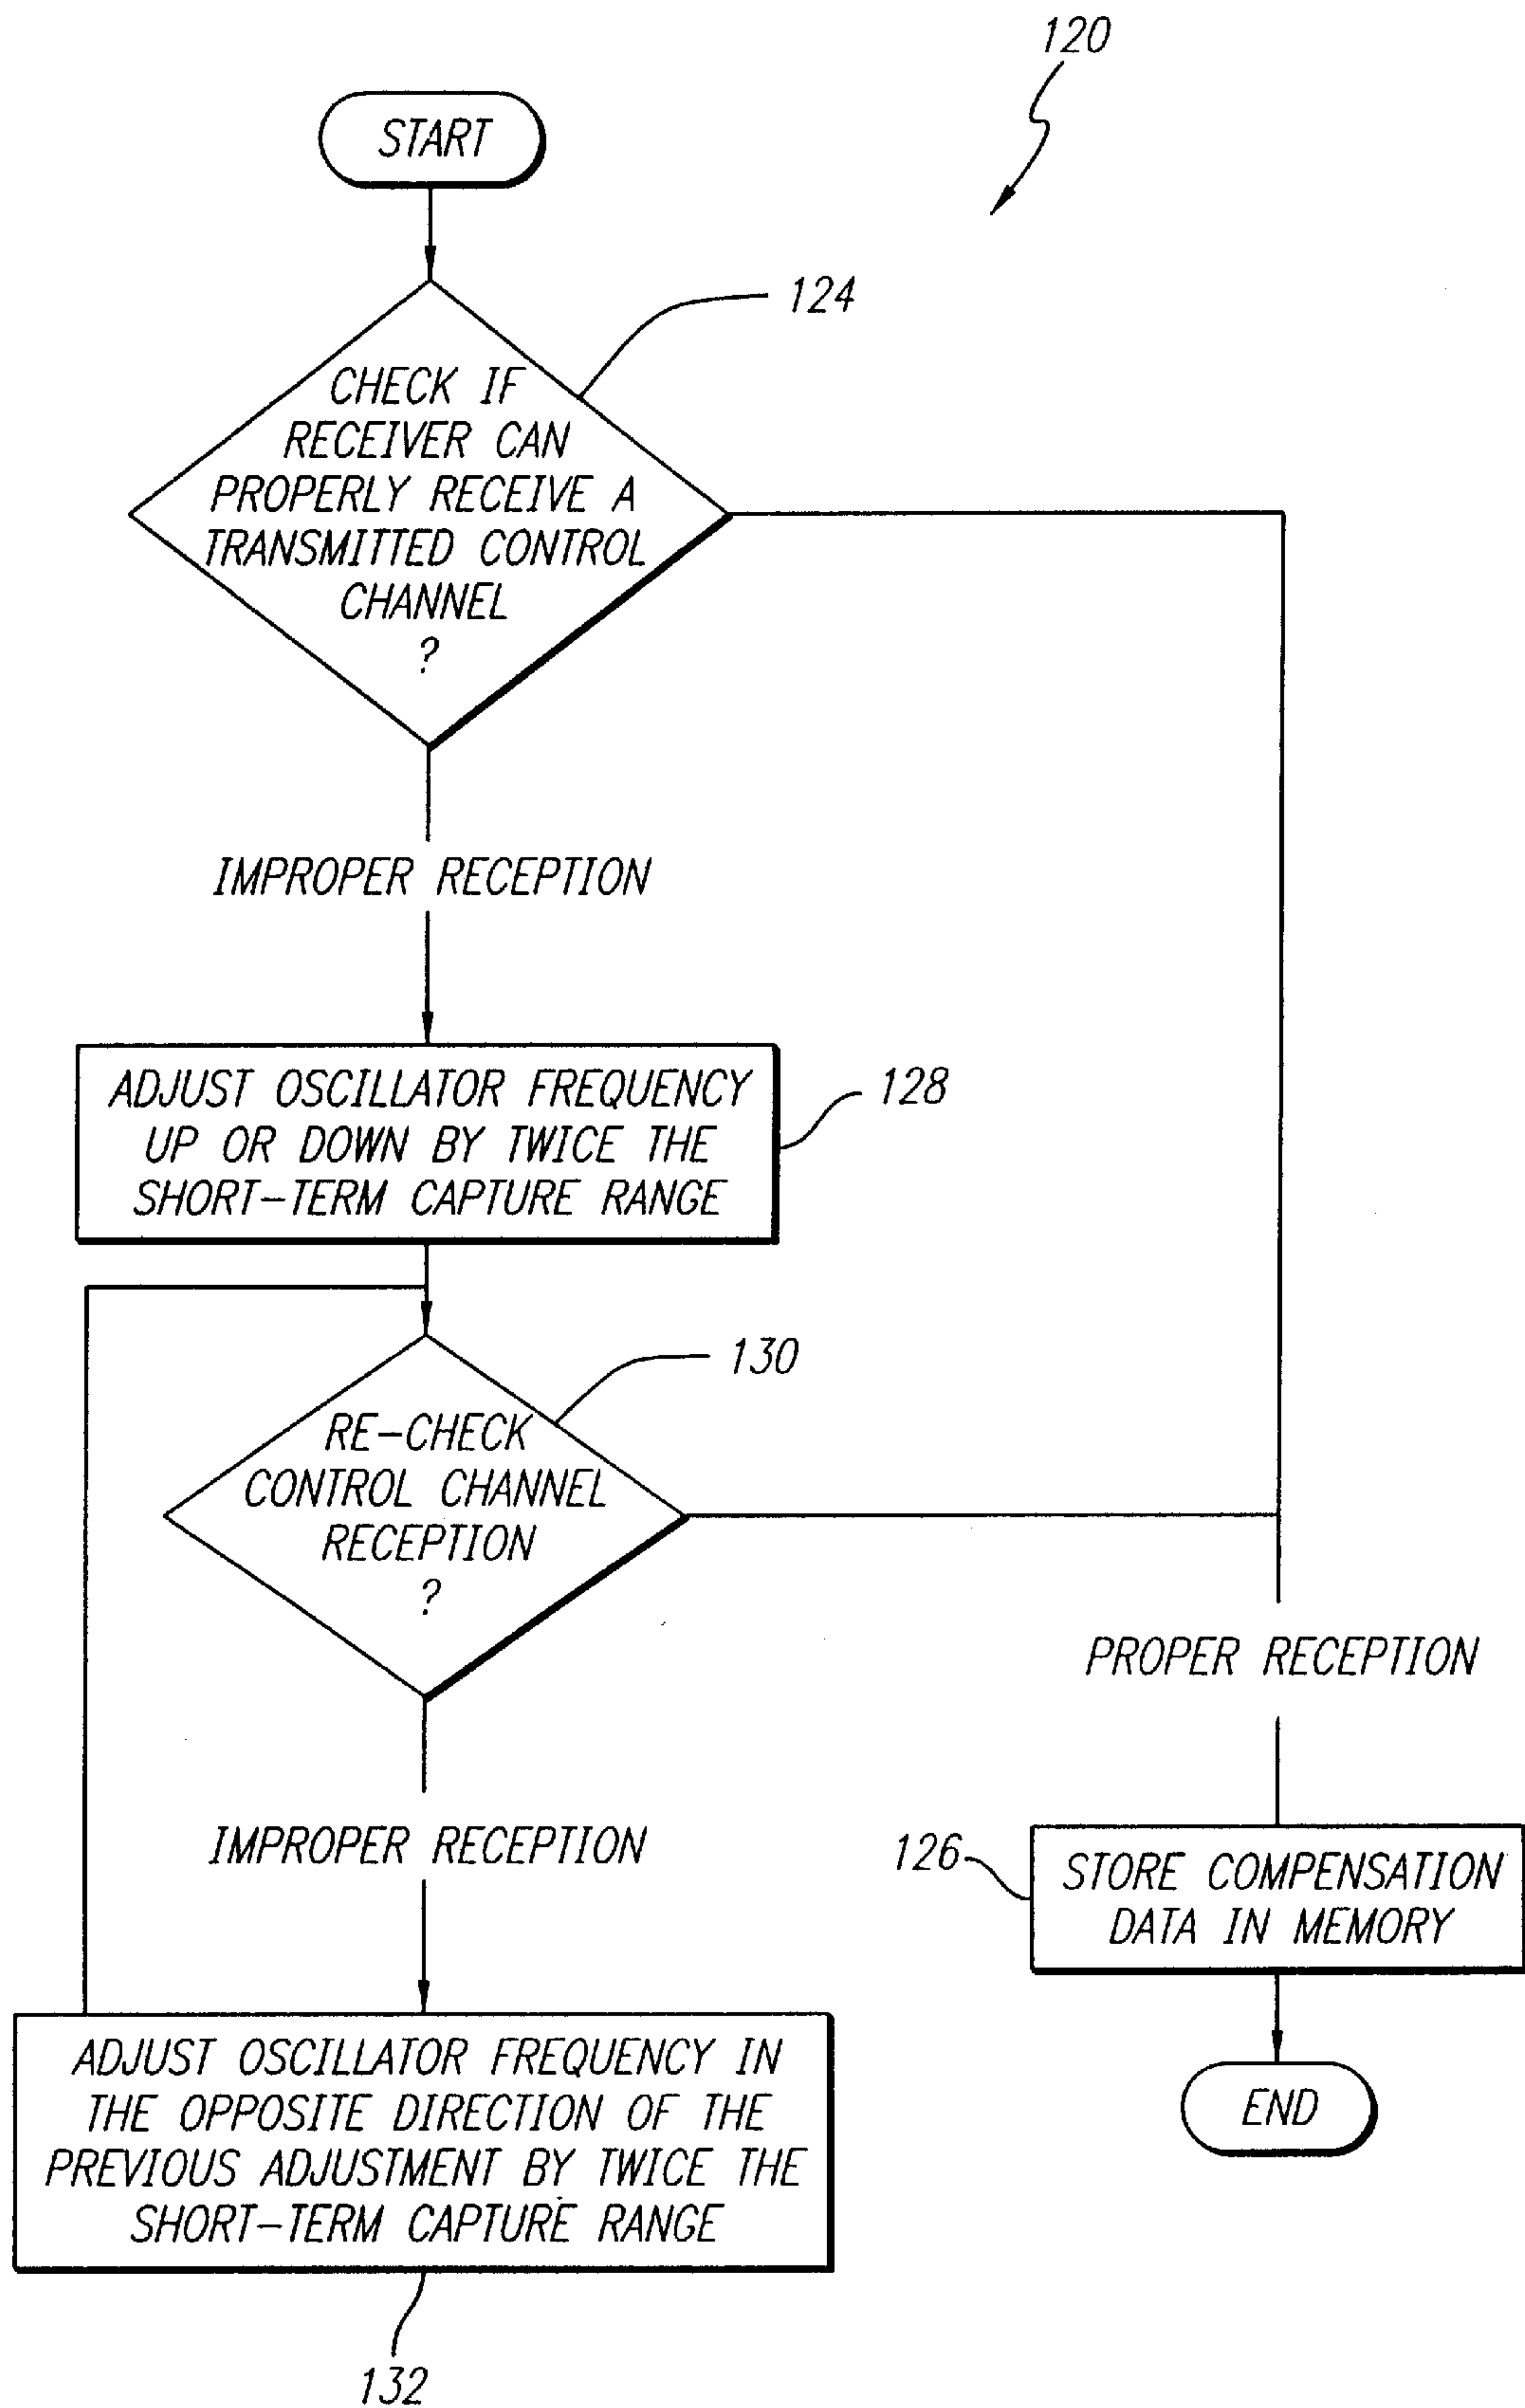 120
START
124
CHECK IF
RECEIVER CAN
PROPERLY RECEIVE A
TRANSMITTED CONTROL
CHANNEL
?
IMPROPER RECEPTION
ADJUST OSCILLATOR FREQUENCY
UP OR DOWN BY TWICE THE
SHORT-TERM CAPTURE RANGE
128
130
RE-CHECK
CONTROL CHANNEL
RECEPTION
?
PROPER RECEPTION
IMPROPER RECEPTION
126
STORE COMPENSATION
DATA IN MEMORY
ADJUST OSCILLATOR FREQUENCY IN
THE OPPOSITE DIRECTION OF THE
PREVIOUS ADJUSTMENT BY TWICE THE
SHORT-TERM CAPTURE RANGE
END
132